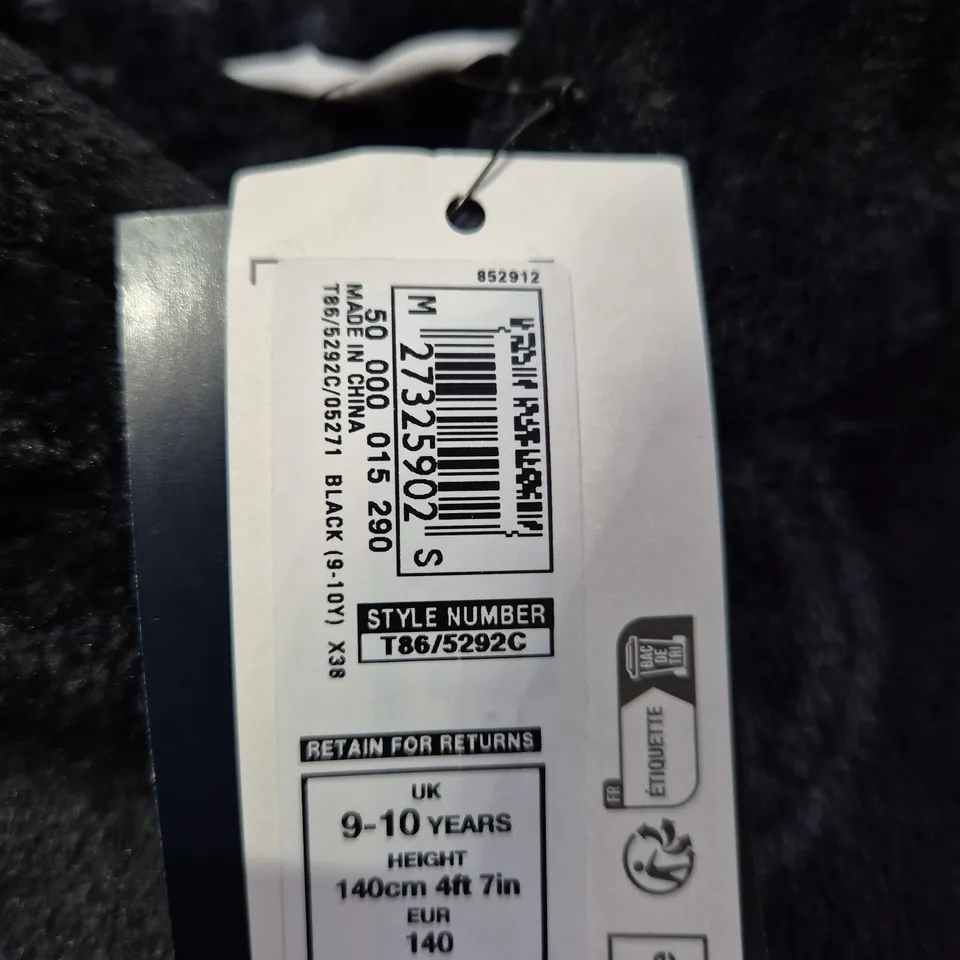 852912
M 27325902 S
50 000 015 290
MADE IN CHINA
T86/5292C/05271 BLACK (9-10Y) X38
STYLE NUMBER
T86/5292C
RETAIN FOR RETURNS
UK
9-10 YEARS
HEIGHT
140cm 4ft 7in
EUR
140
BAC
DE
TRI
ÉTIQUETTE
FR